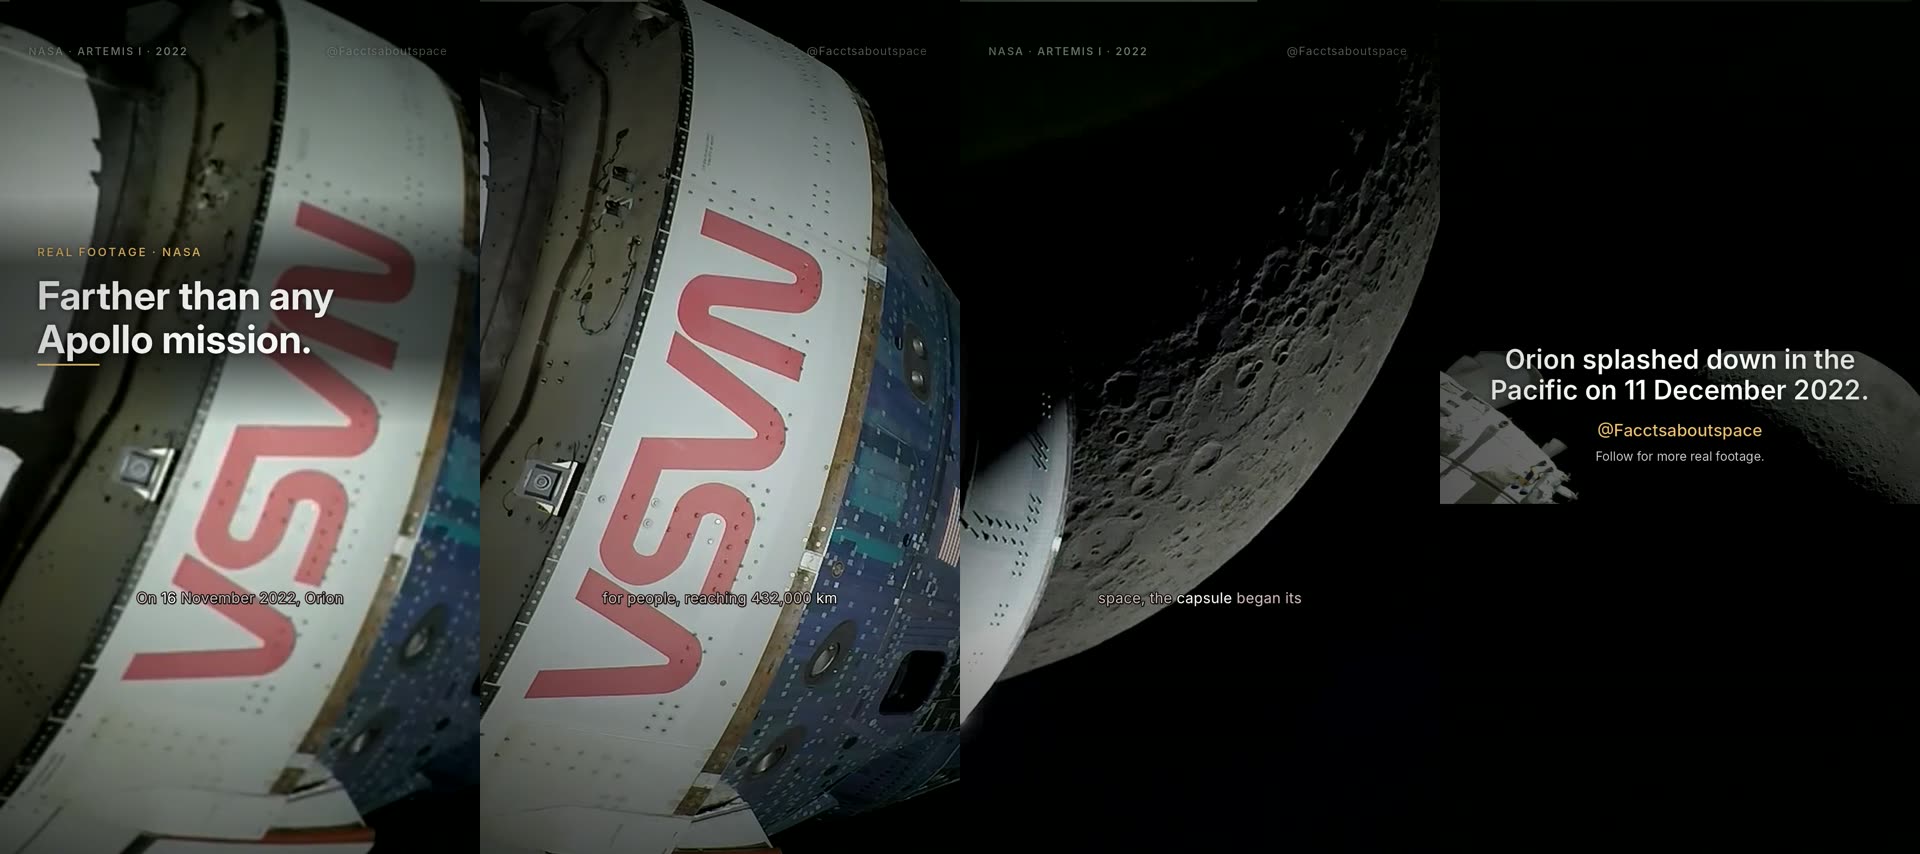 NASA · ARTEMIS I · 2022
@Facctsaboutspace
REAL FOOTAGE · NASA
Farther than any
Apollo mission.
NASA
On 16 November 2022, Orion
@Facctsaboutspace
NASA
for people, reaching 432,000 km
NASA · ARTEMIS I · 2022
@Facctsaboutspace
space, the capsule began its
Orion splashed down in the
Pacific on 11 December 2022.
@Facctsaboutspace
Follow for more real footage.